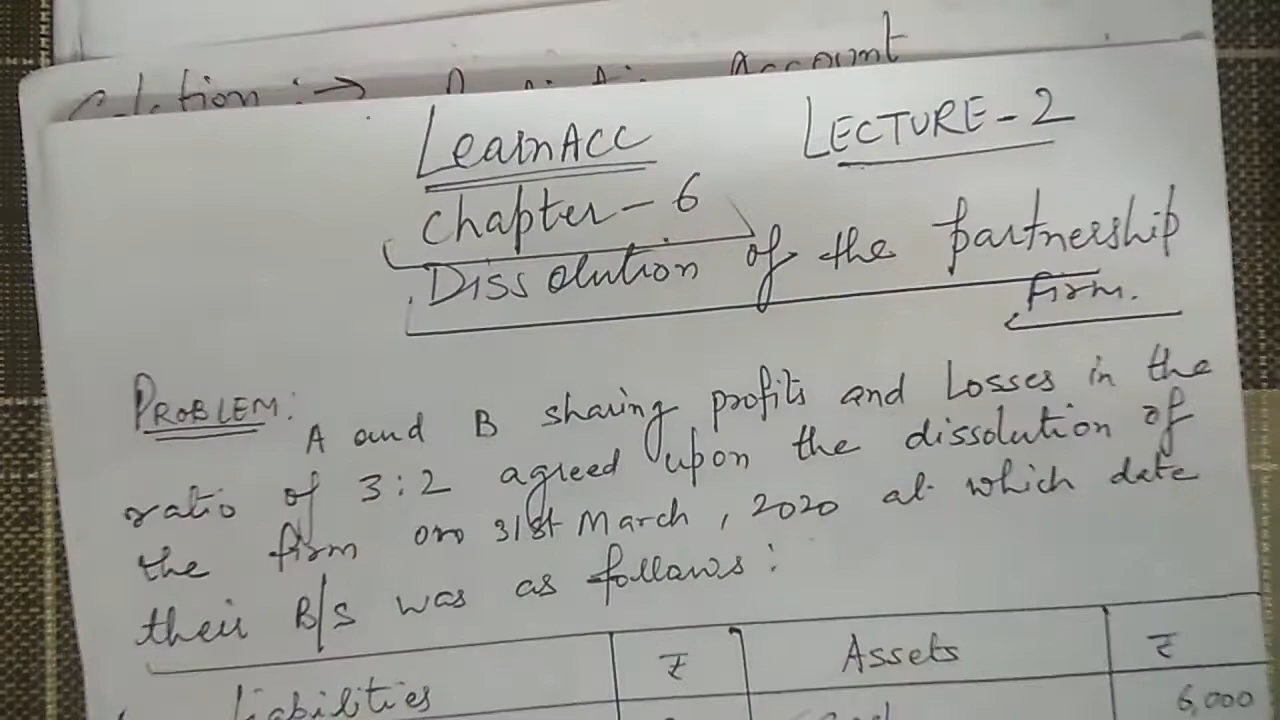 Account
LearnAcc LECTURE-2
Chapter-6
Dissolution of the partnership
firm.
PROBLEM: A and B sharing profits and Losses in the
ratio of 3:2 agreed upon the dissolution of
the firm on 31st March, 2020 at which date
their B/S was as follows:
Liabilities ₹ Assets ₹
6,000